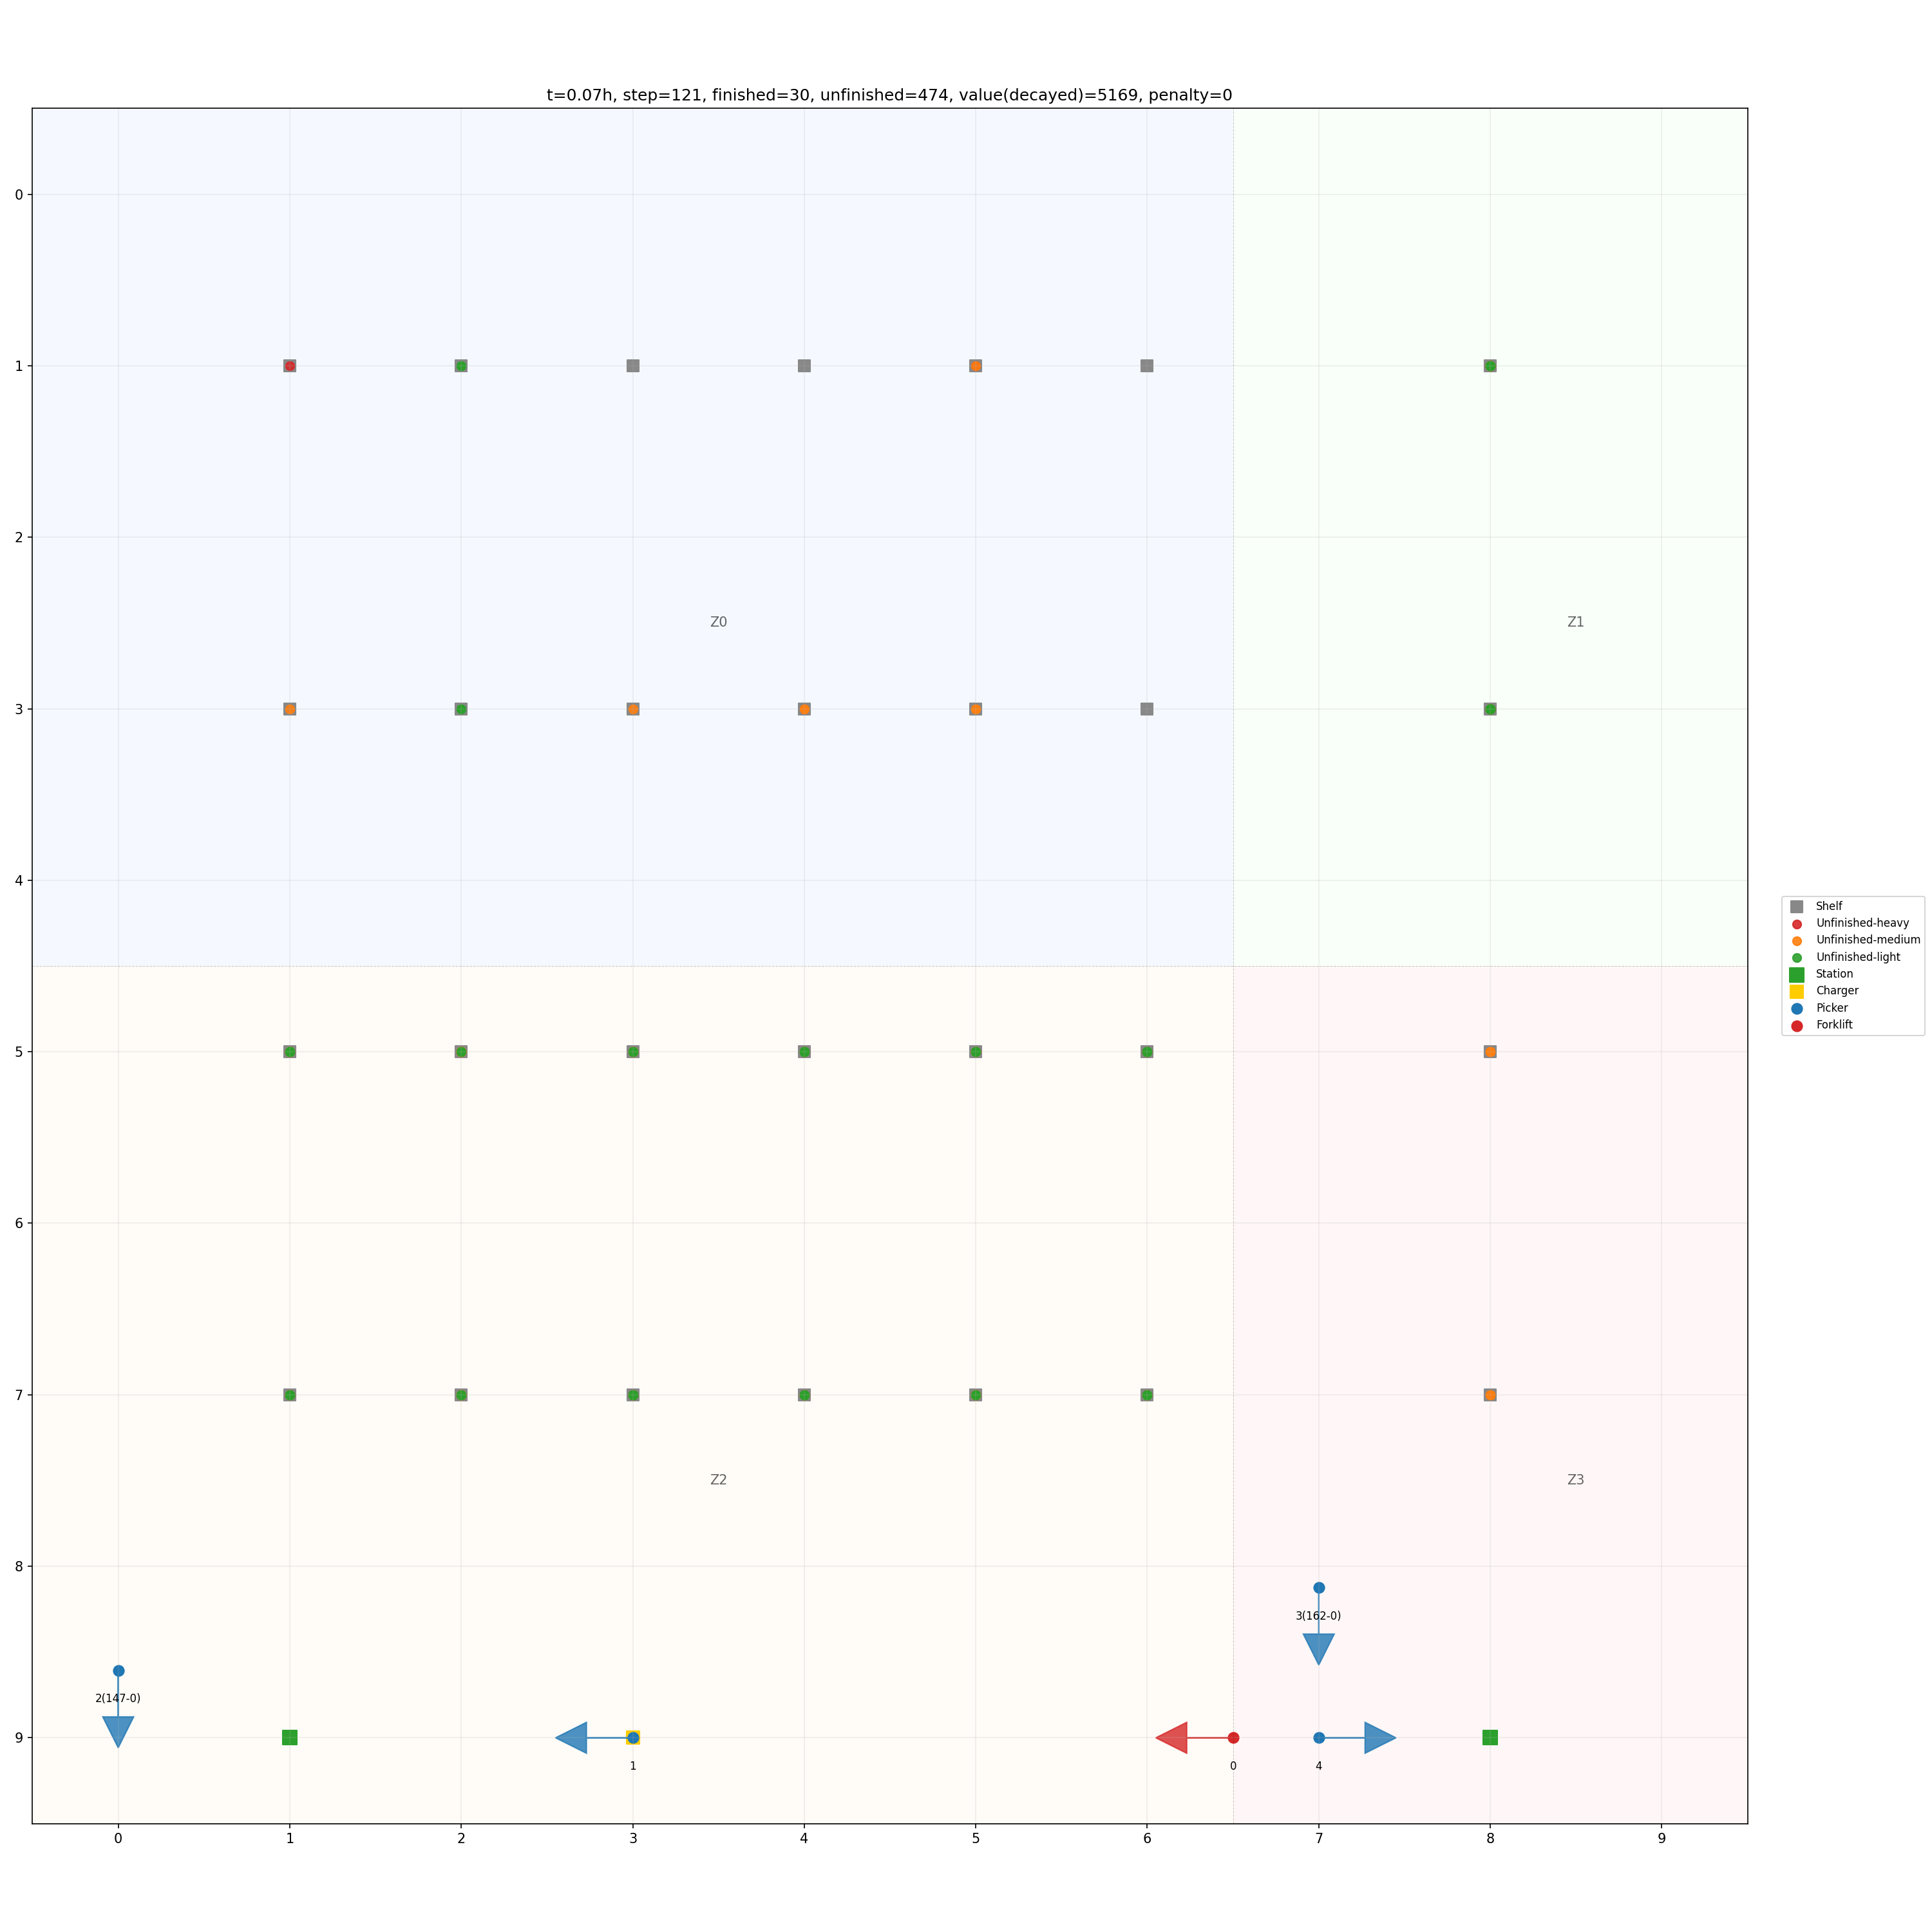 t=0.07h, step=121, finished=30, unfinished=474, value(decayed)=5169, penalty=0
0
1
2
Z0
Z1
3
4
Shelf
Unfinished-heavy
Unfinished-medium
Unfinished-light
Station
Charger
Picker
Forklift
5
6
7
Z2
Z3
8
3(162-0)
2(147-0)
9
1
0
4
0 1 2 3 4 5 6 7 8 9